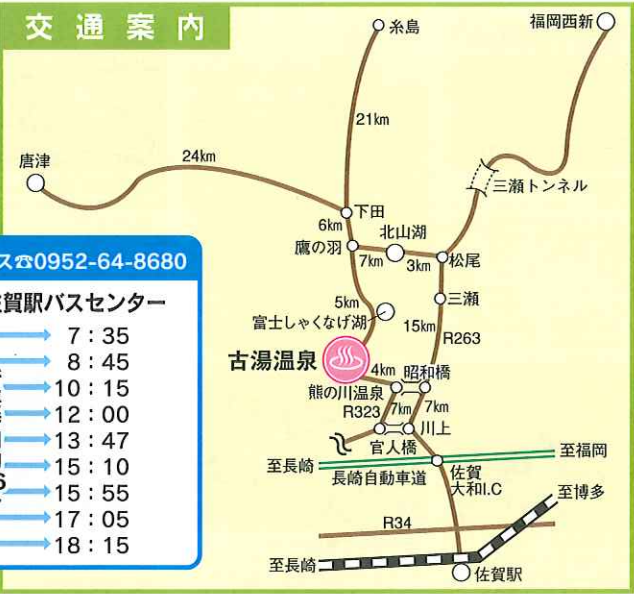 交通案内
糸島
福岡西新
21km
唐津
24km
三瀬トンネル
下田
6km
北山湖
鷹の羽
7km
3km
松尾
三瀬
5km
富士しゃくなげ湖
15km
R263
古湯温泉
4km
昭和橋
熊の川温泉
R323
7km
7km
官人橋
川上
至長崎
長崎自動車道
至福岡
佐賀
大和I.C
至博多
R34
至長崎
佐賀駅
ス☎0952-64-8680
賀駅バスセンター
7：35
8：45
10：15
12：00
13：47
15：10
15：55
17：05
18：15